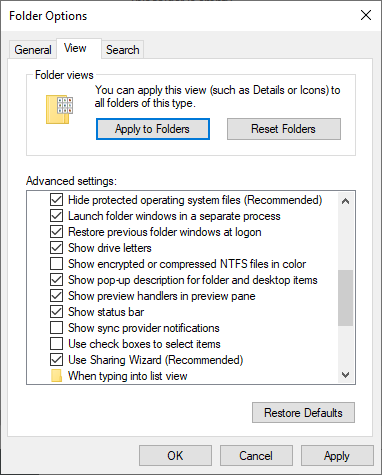 Folder Options
General
View
Search
Folder views
You can apply this view (such as Details or Icons) to
all folders of this type.
Apply to Folders
Reset Folders
Advanced settings:
Hide protected operating system files (Recommended)
Launch folder windows in a separate process
Restore previous folder windows at logon
Show drive letters
Show encrypted or compressed NTFS files in color
Show pop-up description for folder and desktop items
Show preview handlers in preview pane
Show status bar
Show sync provider notifications
Use check boxes to select items
Use Sharing Wizard (Recommended)
When typing into list view
Restore Defaults
OK
Cancel
Apply